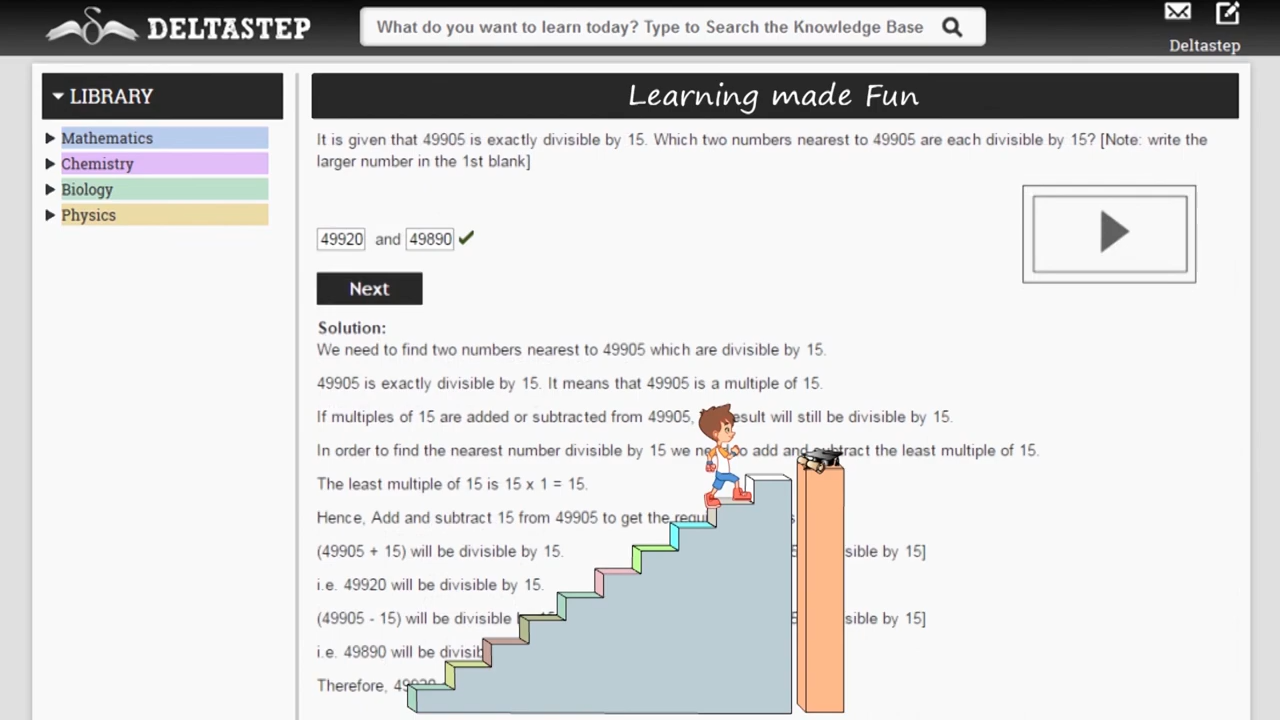 DELTASTEP
What do you want to learn today? Type to Search the Knowledge Base
Deltastep
LIBRARY
Mathematics
Chemistry
Biology
Physics
Learning made Fun
It is given that 49905 is exactly divisible by 15. Which two numbers nearest to 49905 are each divisible by 15? [Note: write the
larger number in the 1st blank]
49920 and 49890
Next
Solution:
We need to find two numbers nearest to 49905 which are divisible by 15.
49905 is exactly divisible by 15. It means that 49905 is a multiple of 15.
If multiples of 15 are added or subtracted from 49905, result will still be divisible by 15.
In order to find the nearest number divisible by 15 we add and subtract the least multiple of 15.
The least multiple of 15 is 15 x 1 = 15.
Hence, Add and subtract 15 from 49905 to get the
(49905 + 15) will be divisible by 15. by 15]
i.e. 49920 will be divisible by 15.
(49905 - 15) will be divisible by 15]
i.e. 49890 will be
Therefore,